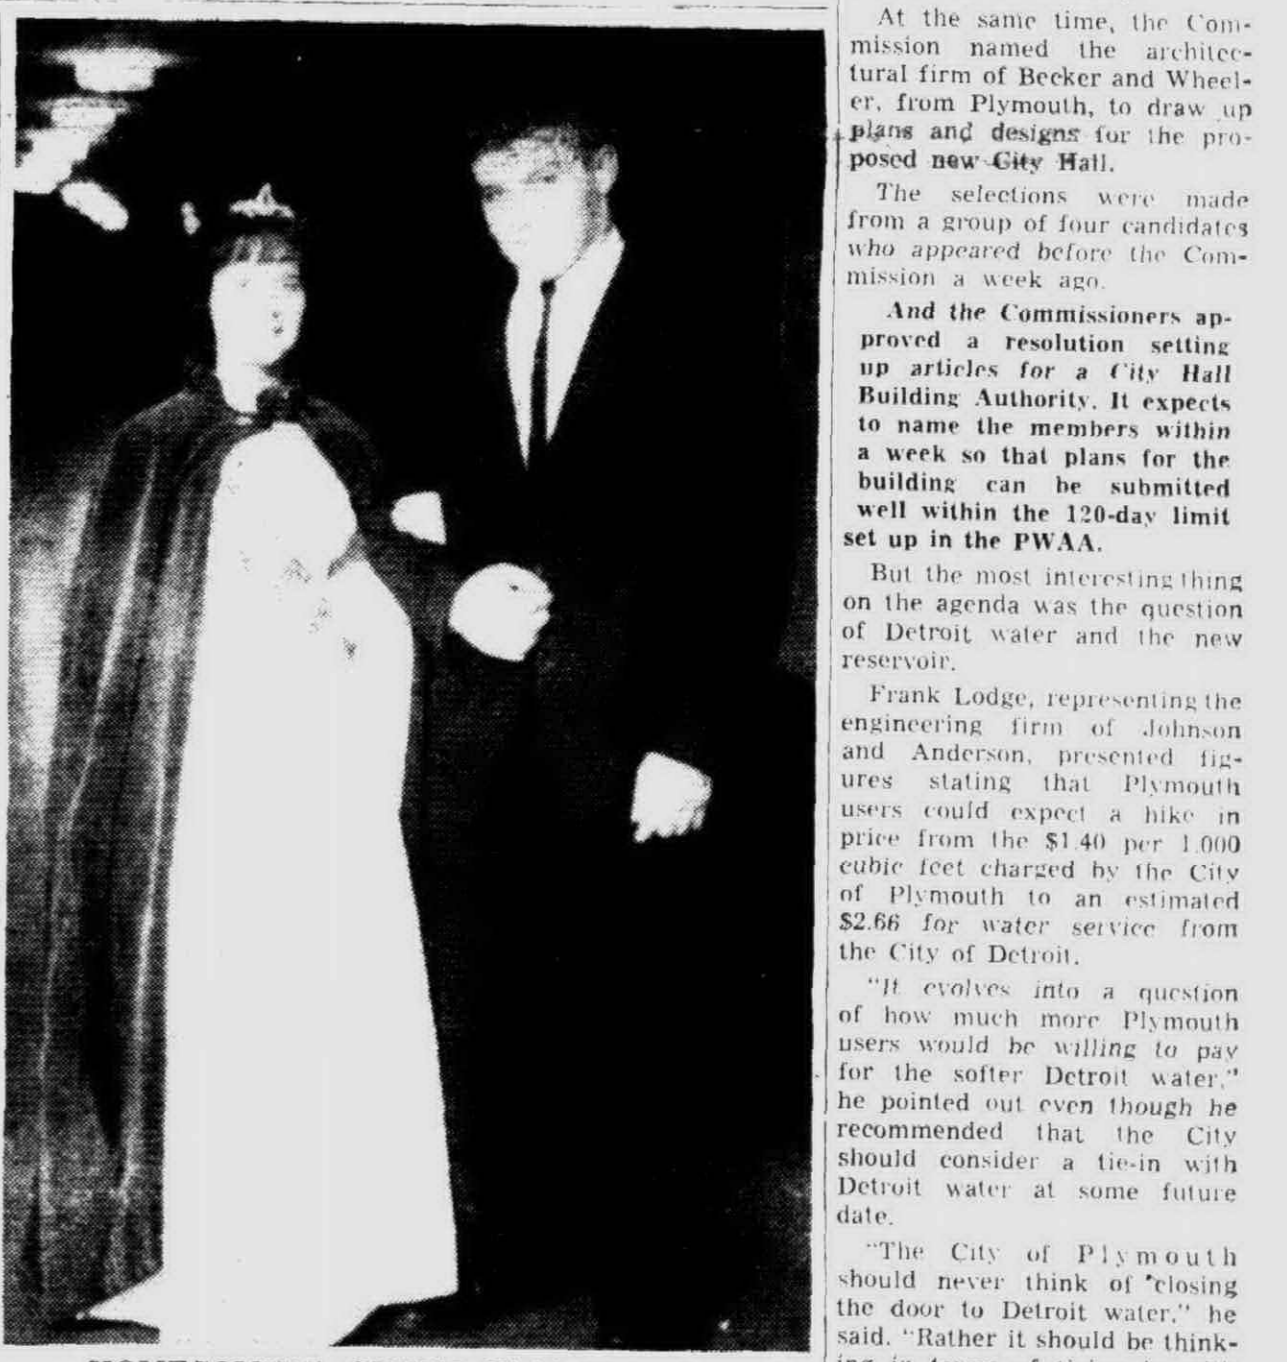 At the same time, the Com-
mission named the architec-
tural firm of Becker and Wheel-
er, from Plymouth, to draw up
plans and designs for the pro-
posed new City Hall.
The selections were made
from a group of four candidates
who appeared before the Com-
mission a week ago.
And the Commissioners ap-
proved a resolution setting
up articles for a City Hall
Building Authority. It expects
to name the members within
a week so that plans for the
building can be submitted
well within the 120-day limit
set up in the PWAA.
But the most interesting thing
on the agenda was the question
of Detroit water and the new
reservoir.
Frank Lodge, representing the
engineering firm of Johnson
and Anderson, presented fig-
ures stating that Plymouth
users could expect a hike in
price from the $1.40 per 1,000
cubic feet charged by the City
of Plymouth to an estimated
$2.66 for water service from
the City of Detroit.
"It evolves into a question
of how much more Plymouth
users would be willing to pay
for the softer Detroit water,"
he pointed out even though he
recommended that the City
should consider a tie-in with
Detroit water at some future
date.
"The City of Plymouth
should never think of closing
the door to Detroit water," he
said. "Rather it should be think-